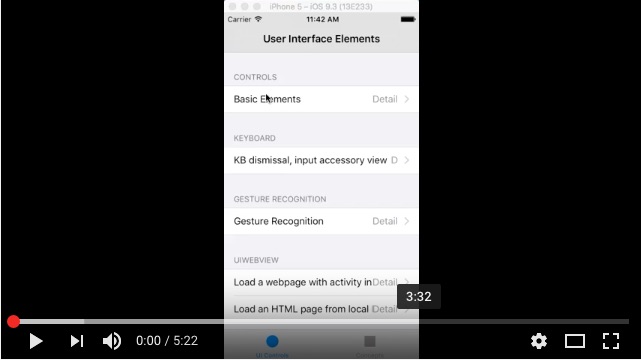 iPhone 5 – iOS 9.3 (13E233)
Carrier 11:42 AM
User Interface Elements
CONTROLS
Basic Elements Detail
KEYBOARD
KB dismissal, input accessory view D
GESTURE RECOGNITION
Gesture Recognition Detail
UIWEBVIEW
Load a webpage with activity in Detail
3:32
Load an HTML page from local Detail
0:00 / 5:22
UI Controls